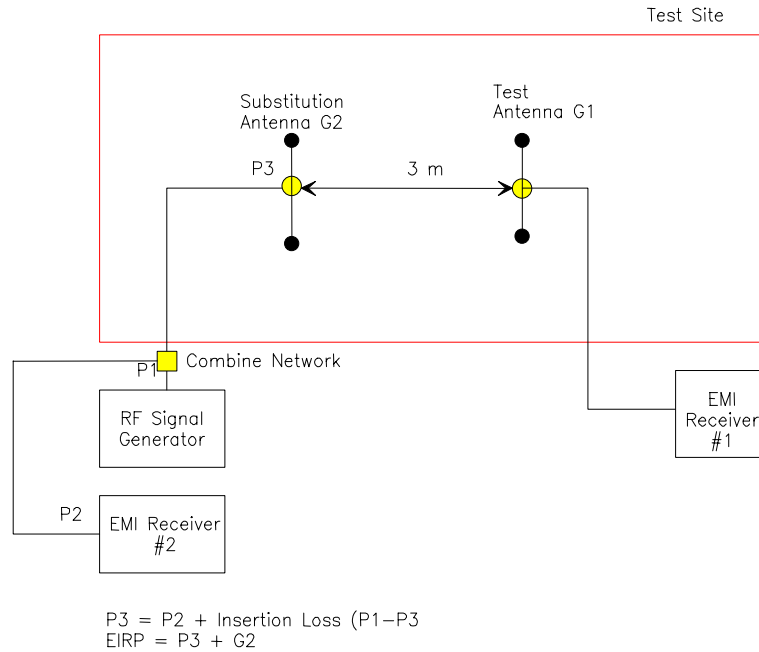 Test Site
Substitution
Antenna G2
Test
Antenna G1
P3
3 m
P1
Combine Network
RF Signal
Generator
EMI
Receiver
#1
P2
EMI Receiver
#2
P3 = P2 + Insertion Loss (P1-P3
EIRP = P3 + G2